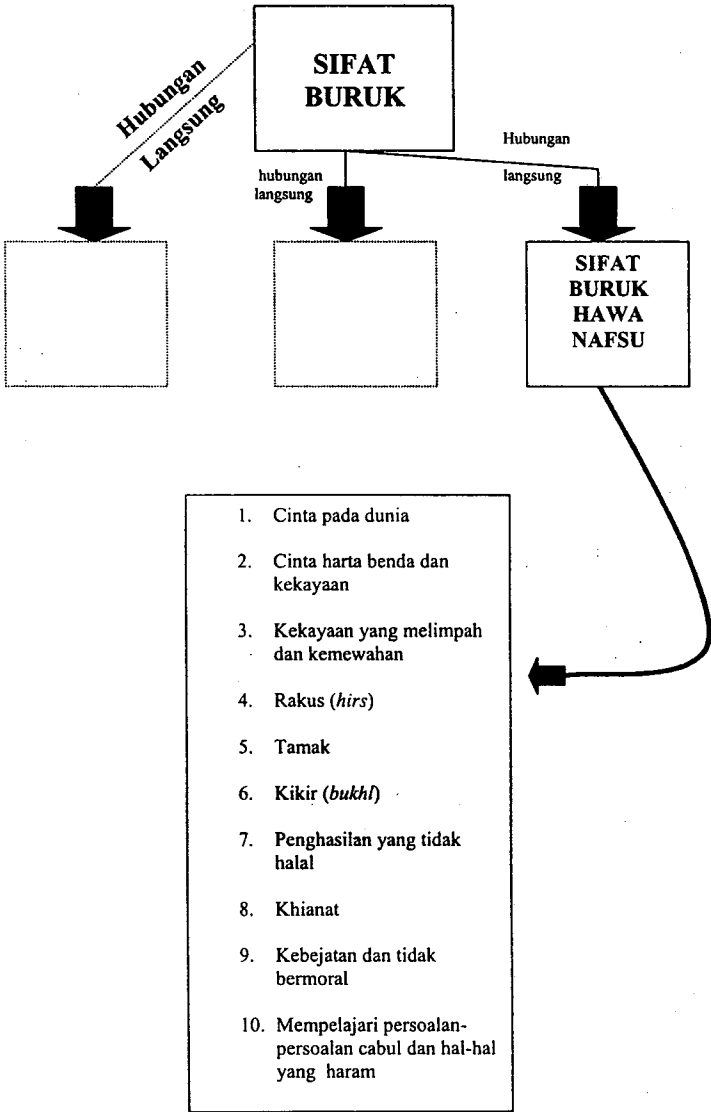 SIFAT
BURUK
Hubungan
Langsung
hubungan
langsung
Hubungan
langsung
SIFAT
BURUK
HAWA
NAFSU
1. Cinta pada dunia
2. Cinta harta benda dan
kekayaan
3. Kekayaan yang melimpah
dan kemewahan
4. Rakus (hirs)
5. Tamak
6. Kikir (bukhl)
7. Penghasilan yang tidak
halal
8. Khianat
9. Kebejatan dan tidak
bermoral
10. Mempelajari persoalan-
persoalan cabul dan hal-hal
yang haram